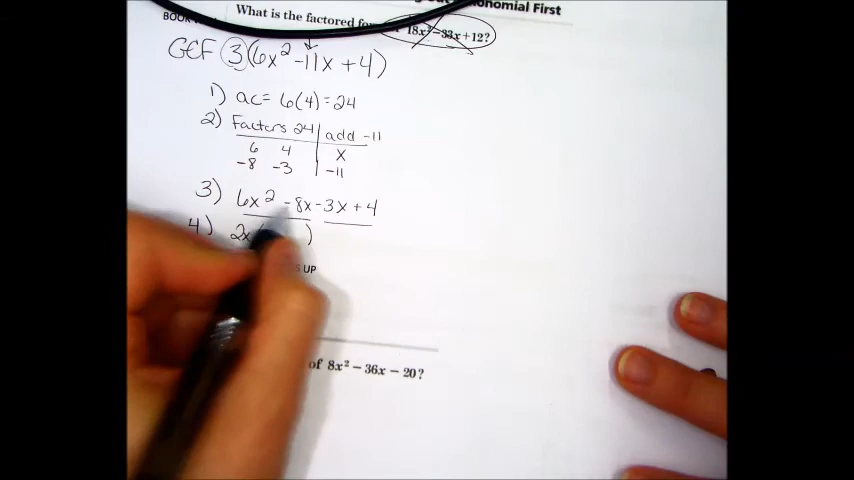 nomial First
What is the factored
18x² – 33x + 12?
GCF 3(6x² -11x +4)
1) ac = 6(4) = 24
2) Factors 24 | add -11
6 4 | x
-8 -3 | -11
3) 6x² -8x -3x + 4
4) 2x( )
UP
of 8x² – 36x – 20?